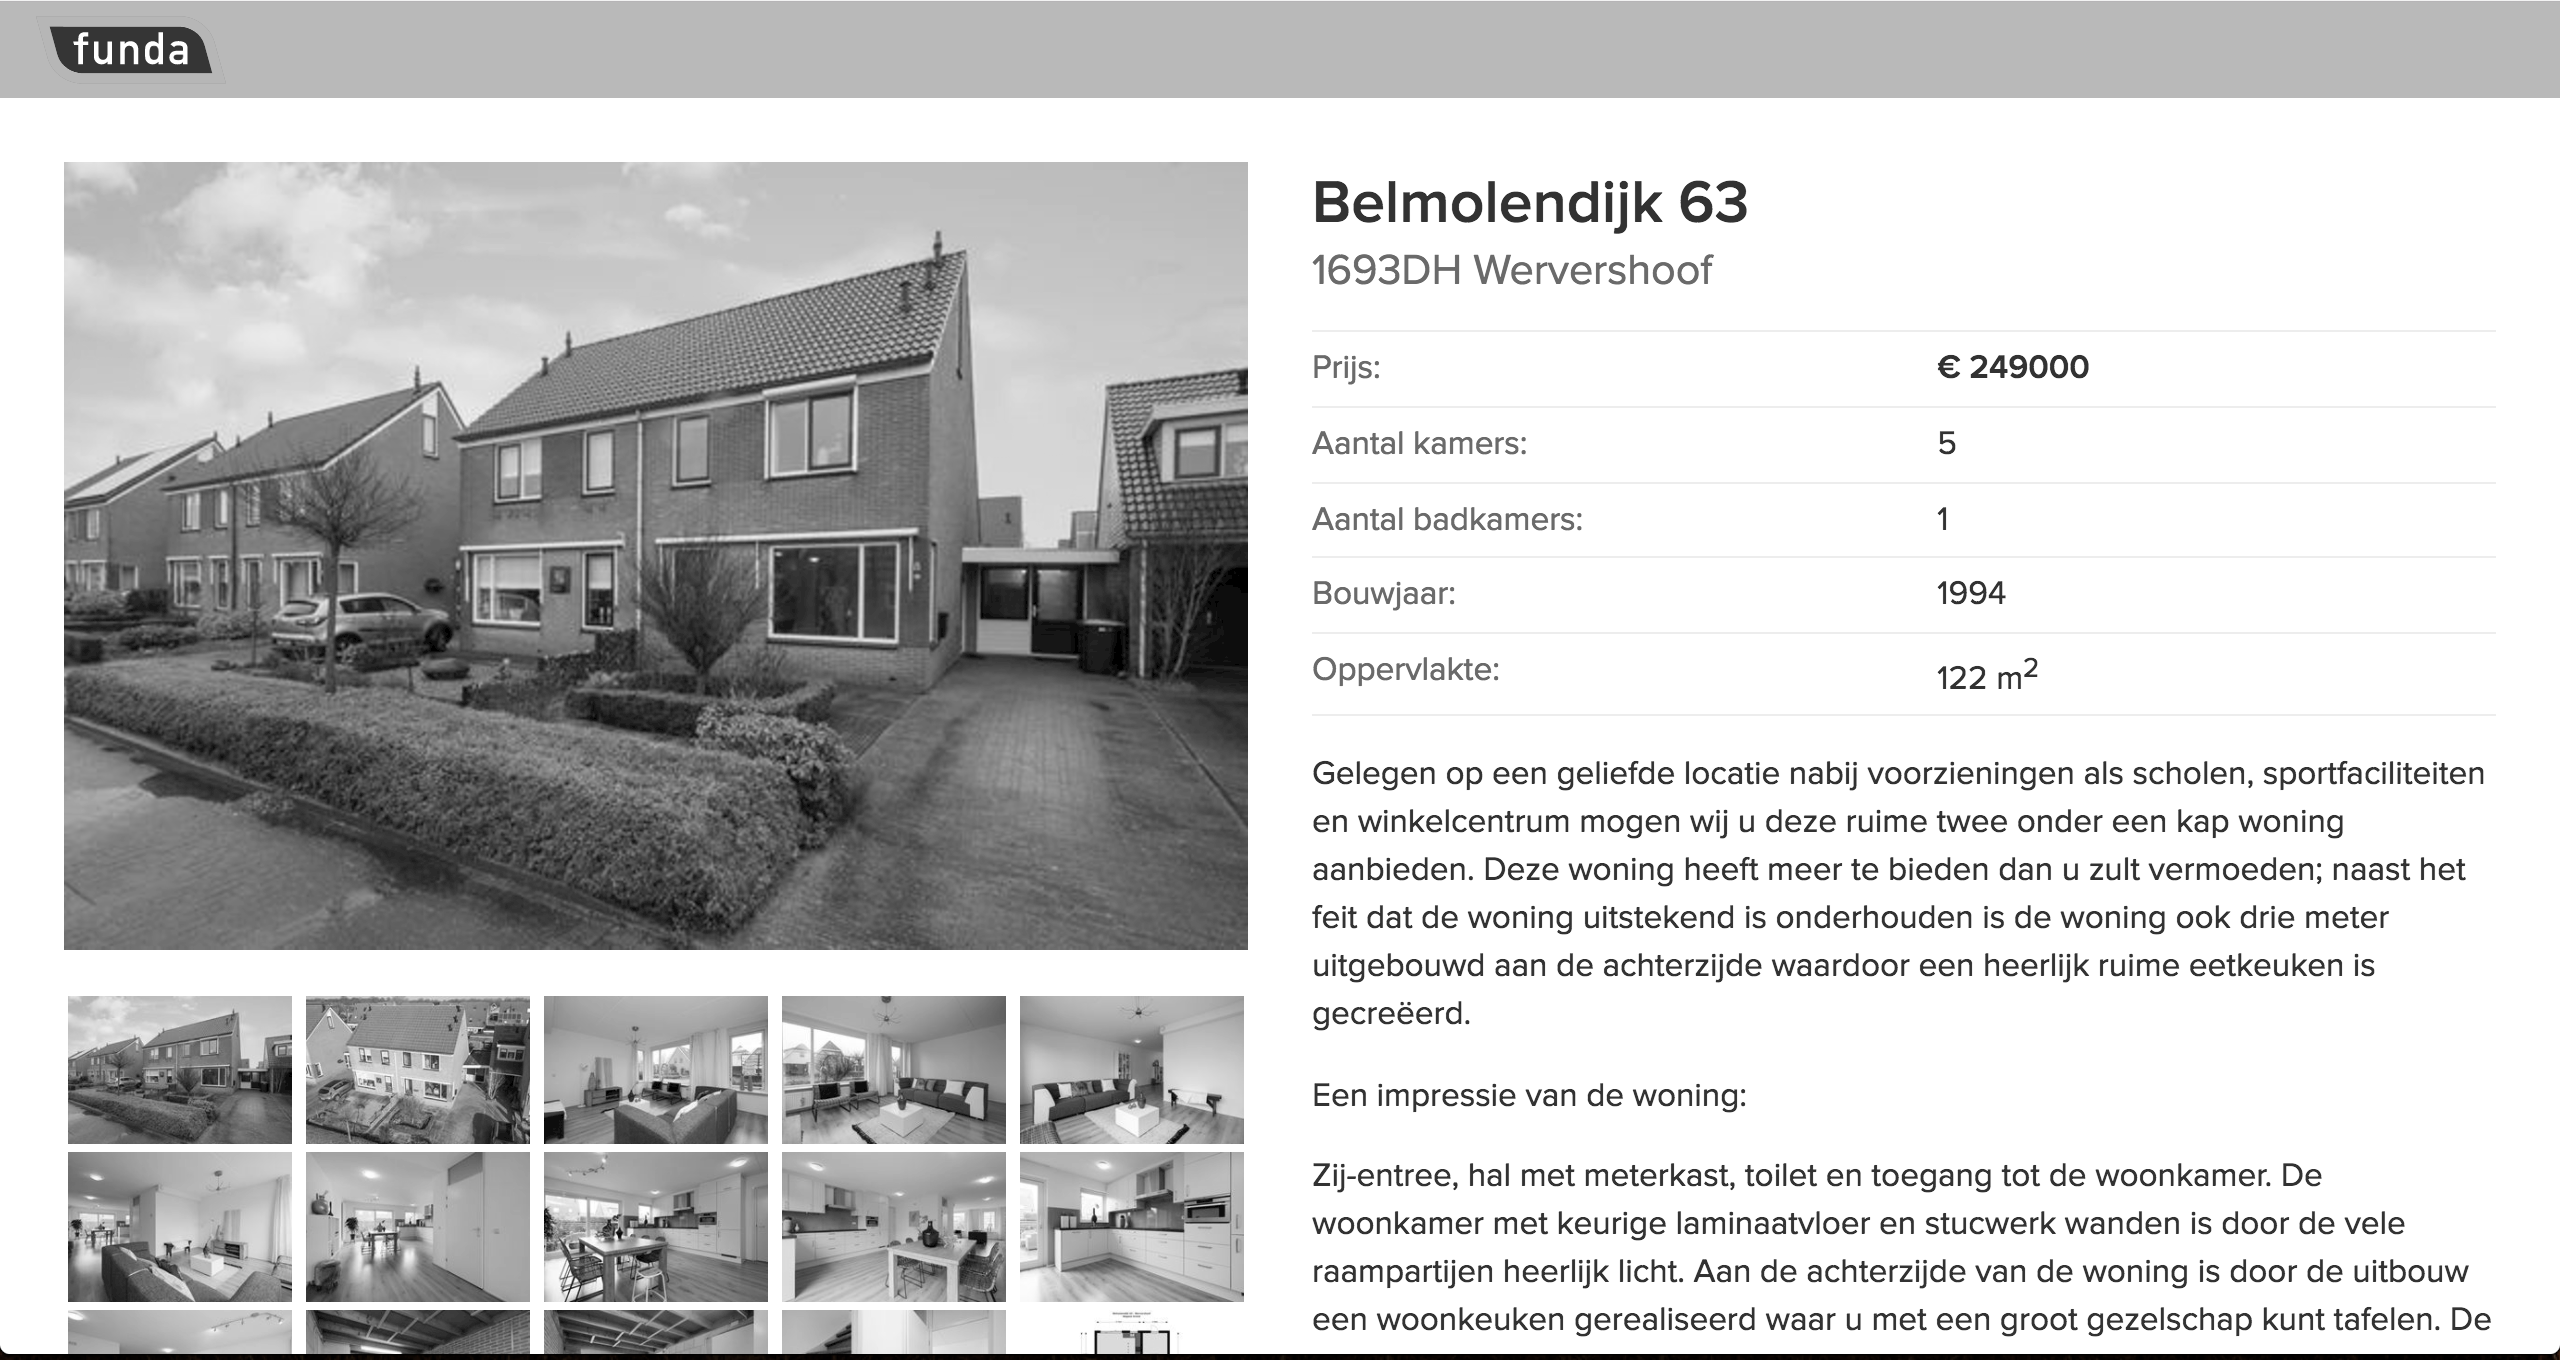 funda
Belmolendijk 63
1693DH Wervershoof
Prijs: € 249000
Aantal kamers: 5
Aantal badkamers: 1
Bouwjaar: 1994
Oppervlakte: 122 m²
Gelegen op een geliefde locatie nabij voorzieningen als scholen, sportfaciliteiten
en winkelcentrum mogen wij u deze ruime twee onder een kap woning
aanbieden. Deze woning heeft meer te bieden dan u zult vermoeden; naast het
feit dat de woning uitstekend is onderhouden is de woning ook drie meter
uitgebouwd aan de achterzijde waardoor een heerlijk ruime eetkeuken is
gecreëerd.
Een impressie van de woning:
Zij-entree, hal met meterkast, toilet en toegang tot de woonkamer. De
woonkamer met keurige laminaatvloer en stucwerk wanden is door de vele
raampartijen heerlijk licht. Aan de achterzijde van de woning is door de uitbouw
een woonkeuken gerealiseerd waar u met een groot gezelschap kunt tafelen. De